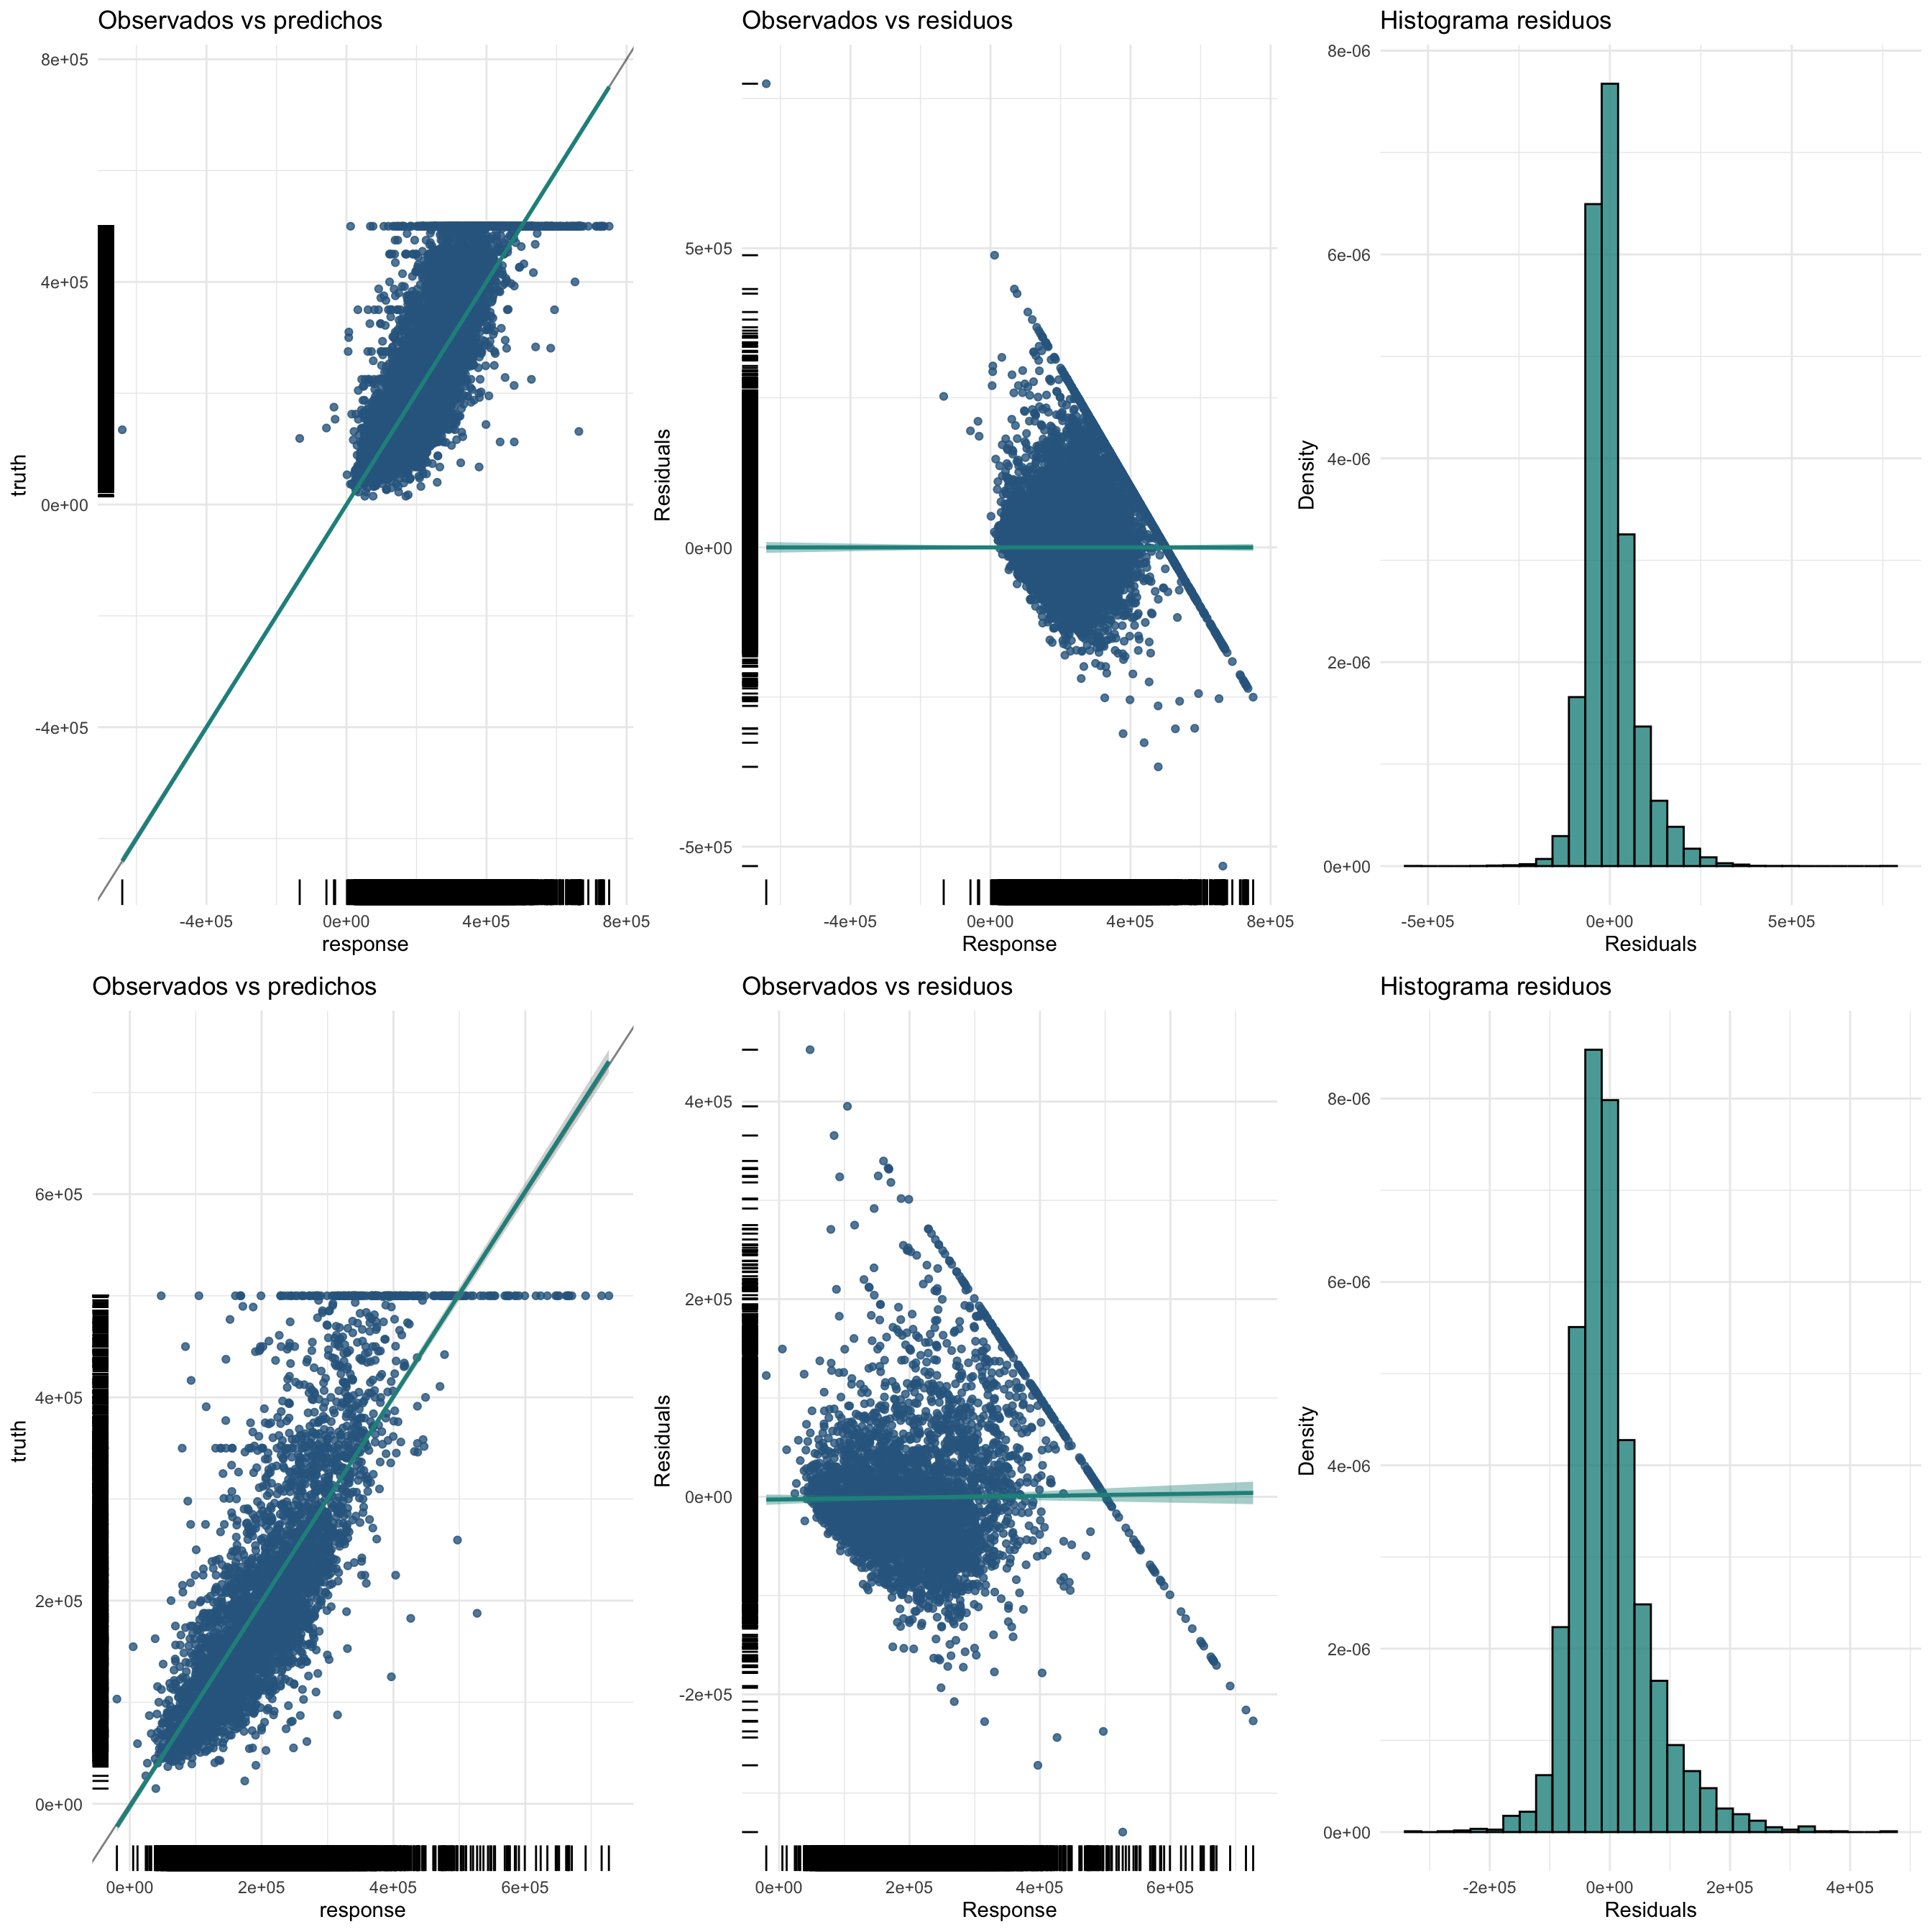 Observados vs predichos
8e+05
4e+05
0e+00
-4e+05
truth
-4e+05 0e+00 4e+05 8e+05
response
Observados vs residuos
5e+05
0e+00
-5e+05
Residuals
-4e+05 0e+00 4e+05 8e+05
Response
Histograma residuos
8e-06
6e-06
4e-06
2e-06
0e+00
Density
-5e+05 0e+00 5e+05
Residuals
Observados vs predichos
6e+05
4e+05
2e+05
0e+00
truth
0e+00 2e+05 4e+05 6e+05
response
Observados vs residuos
4e+05
2e+05
0e+00
-2e+05
Residuals
0e+00 2e+05 4e+05 6e+05
Response
Histograma residuos
8e-06
6e-06
4e-06
2e-06
0e+00
Density
-2e+05 0e+00 2e+05 4e+05
Residuals